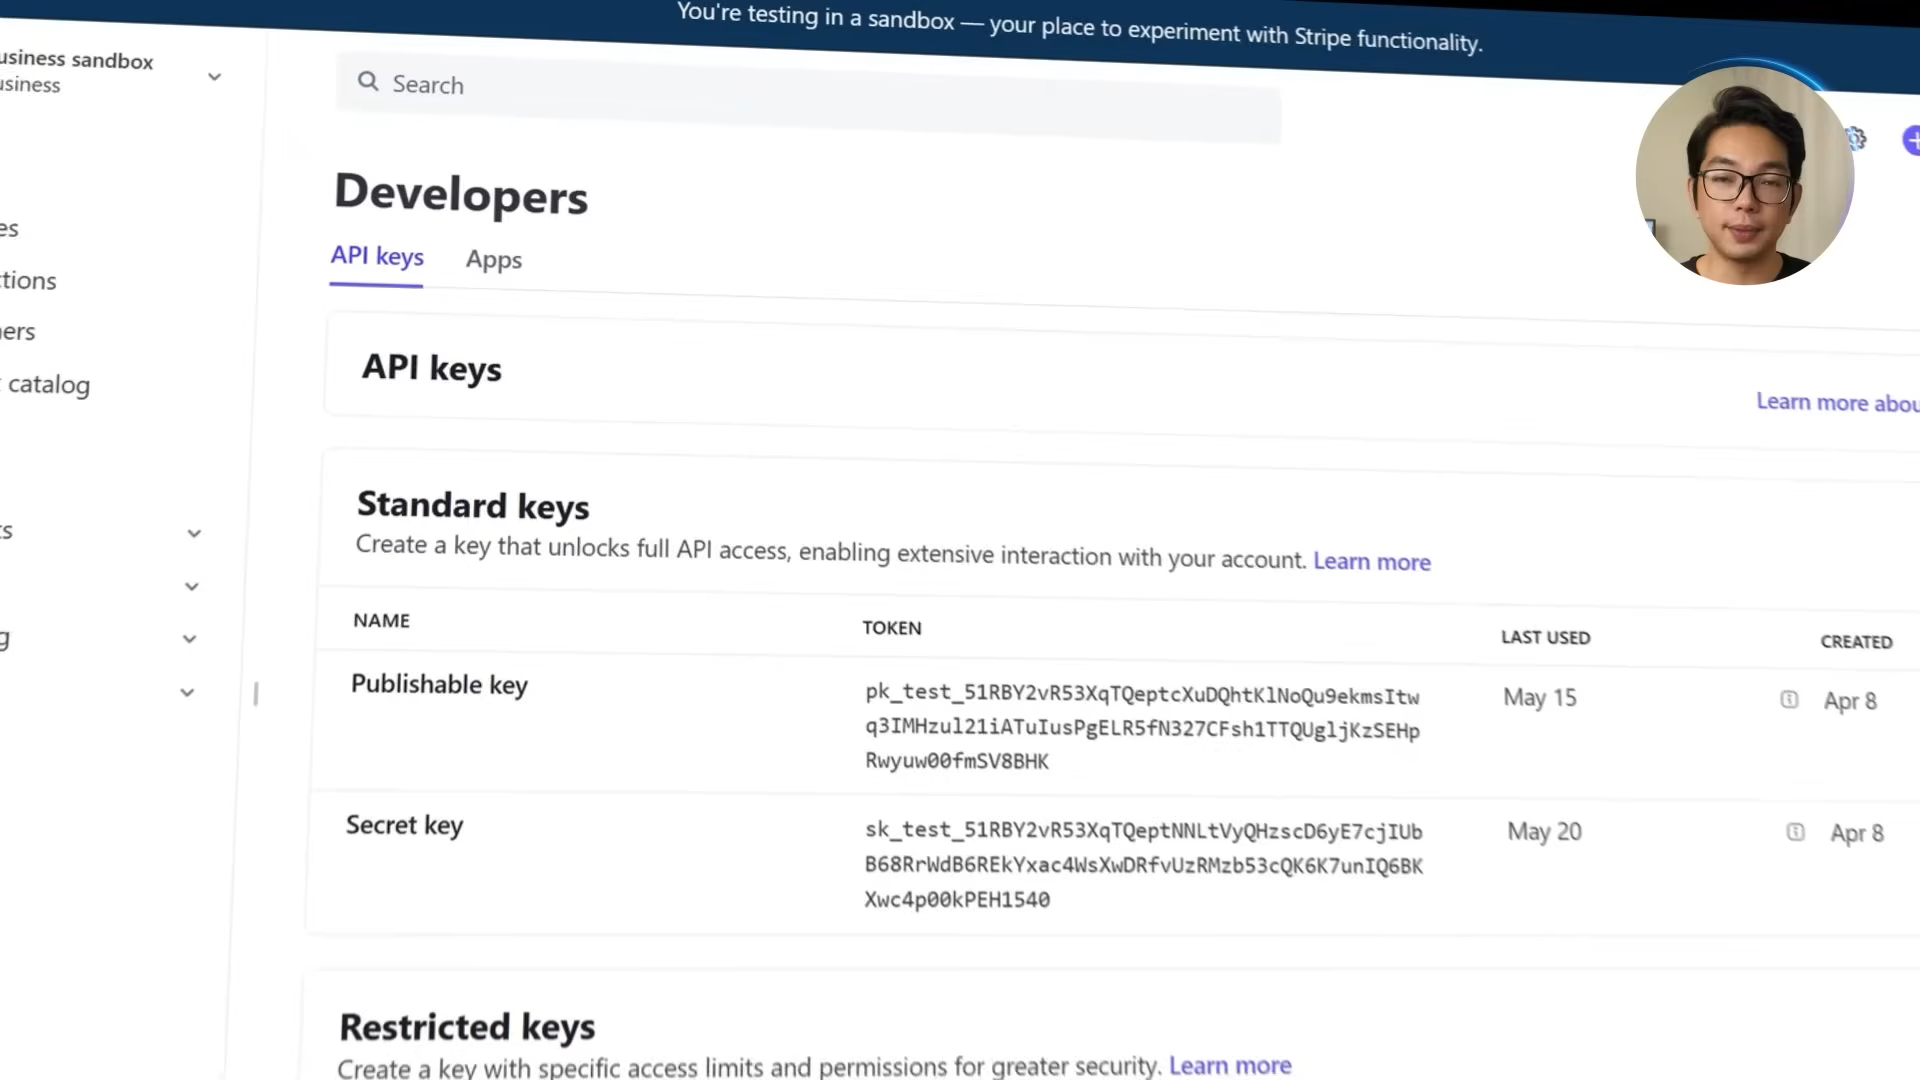 You're testing in a sandbox — your place to experiment with Stripe functionality.
usiness sandbox
usiness
Search
Developers
API keys Apps
es
ctions
ers
catalog
API keys
Learn more abou
Standard keys
Create a key that unlocks full API access, enabling extensive interaction with your account. Learn more
ts
g
NAME TOKEN LAST USED CREATED
Publishable key pk_test_51RBY2vR53XqTQeptcXuDQhtKlNoQu9ekmsItw May 15 Apr 8
q3IMHzul21iATuIusPgELR5fN327CFsh1TTQUgljKzSEHp
Rwyuw00fmSV8BHK
Secret key sk_test_51RBY2vR53XqTQeptNNLtVyQHzscD6yE7cjIUb May 20 Apr 8
B68RrWdB6REkYxac4WsXwDRfvUzRMzb53cQK6K7unIQ6BK
Xwc4p00kPEH1540
Restricted keys
Create a key with specific access limits and permissions for greater security. Learn more